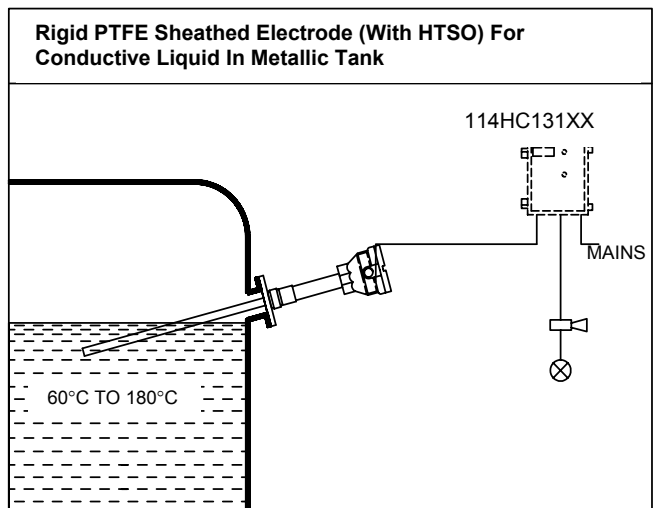 Rigid PTFE Sheathed Electrode (With HTSO) For
Conductive Liquid In Metallic Tank
114HC131XX
MAINS
60°C TO 180°C